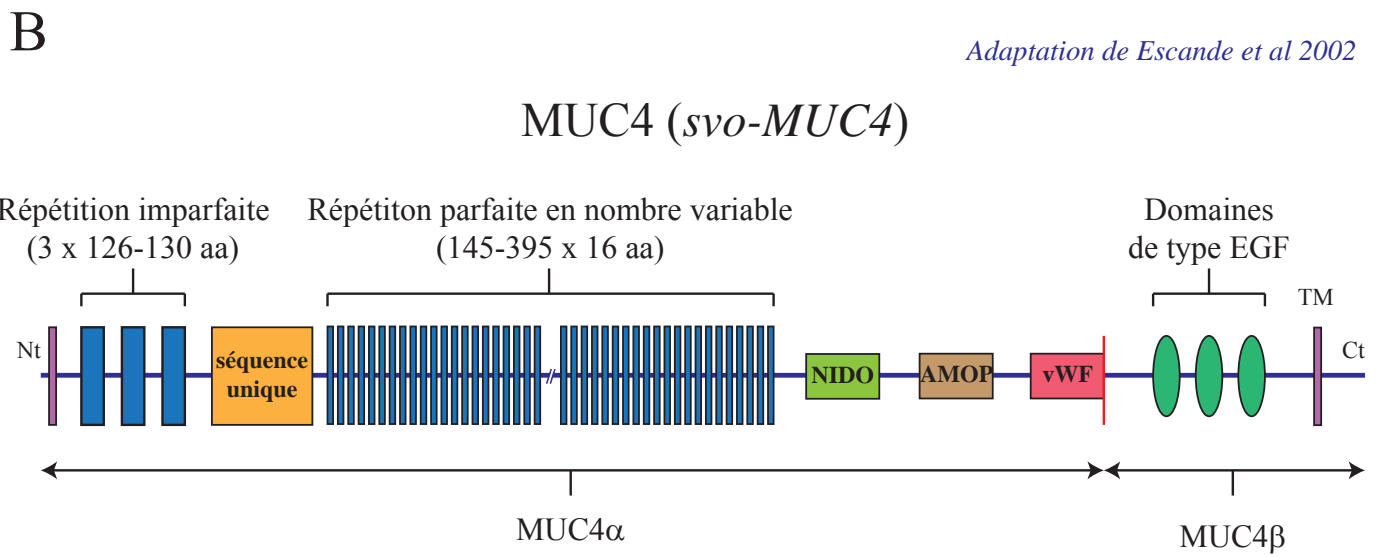 B
Adaptation de Escande et al 2002
MUC4 (svo-MUC4)
Répétition imparfaite
(3 x 126-130 aa)
Répétiton parfaite en nombre variable
(145-395 x 16 aa)
Domaines
de type EGF
TM
Nt
séquence
unique
NIDO
AMOP
vWF
Ct
MUC4α
MUC4β